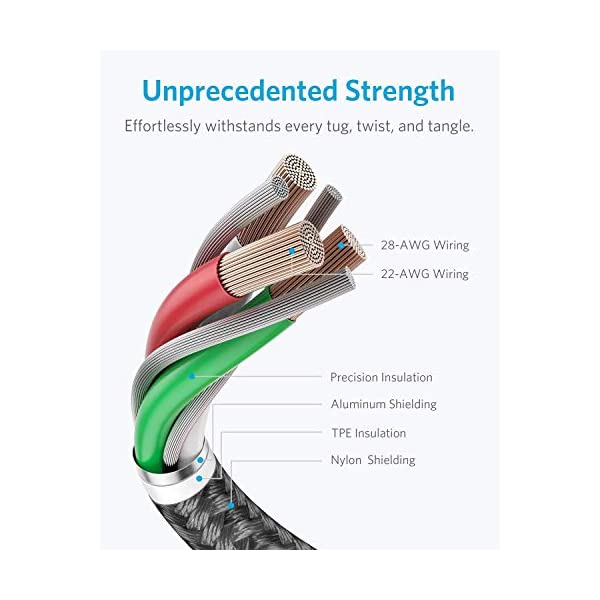 Unprecedented Strength
Effortlessly withstands every tug, twist, and tangle.
28-AWG Wiring
22-AWG Wiring
Precision Insulation
Aluminum Shielding
TPE Insulation
Nylon Shielding